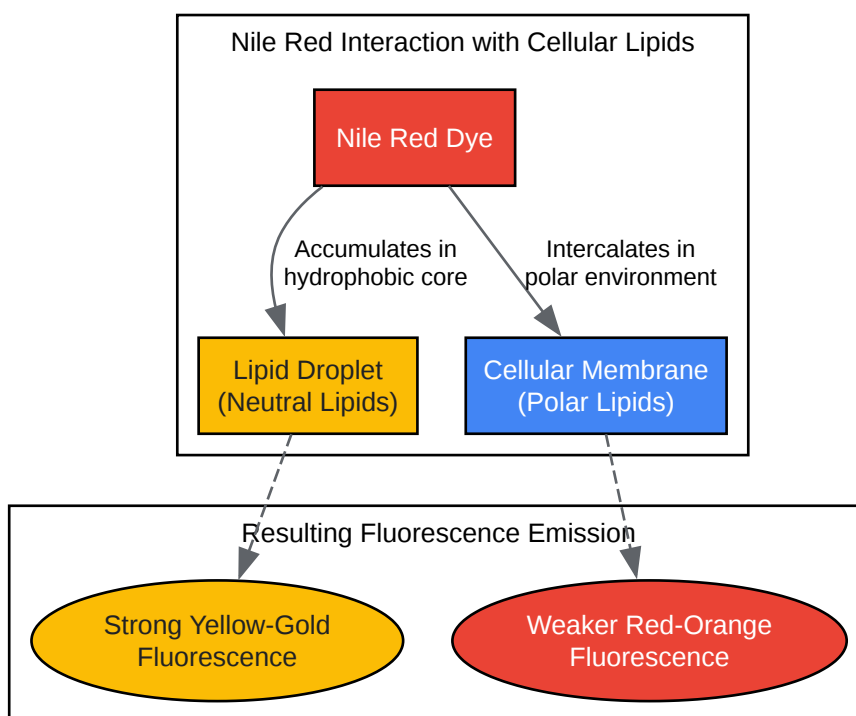 Nile Red Interaction with Cellular Lipids
Nile Red Dye
Accumulates in
hydrophobic core
Intercalates in
polar environment
Lipid Droplet
(Neutral Lipids)
Cellular Membrane
(Polar Lipids)
Resulting Fluorescence Emission
Strong Yellow-Gold
Fluorescence
Weaker Red-Orange
Fluorescence